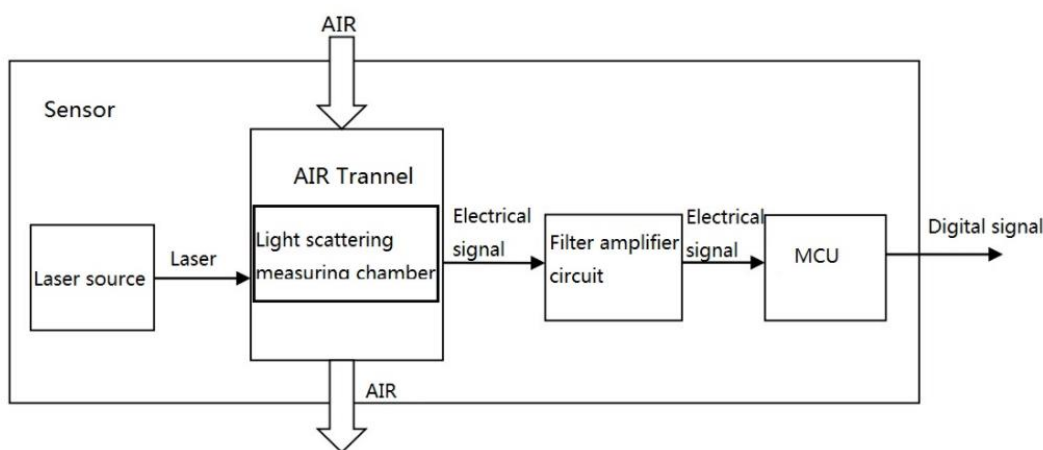 AIR
Sensor
AIR Trannel
Laser source
Laser
Light scattering
measuring chamber
Electrical
signal
Filter amplifier
circuit
Electrical
signal
MCU
Digital signal
AIR